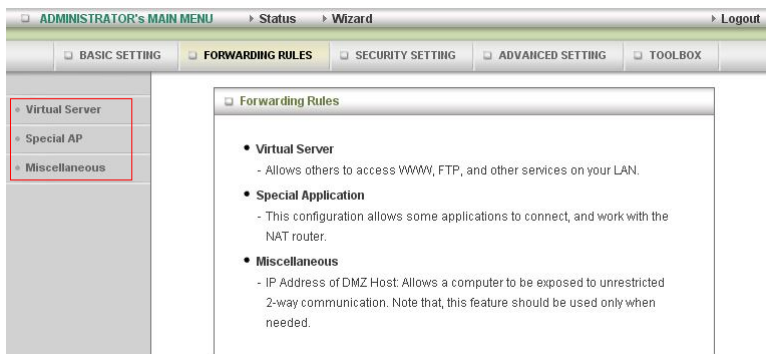 ADMINISTRATOR's MAIN MENU Status Wizard Logout
BASIC SETTING FORWARDING RULES SECURITY SETTING ADVANCED SETTING TOOLBOX
Virtual Server
Special AP
Miscellaneous
Forwarding Rules
Virtual Server
- Allows others to access WWW, FTP, and other services on your LAN.
Special Application
- This configuration allows some applications to connect, and work with the
NAT router.
Miscellaneous
- IP Address of DMZ Host: Allows a computer to be exposed to unrestricted
2-way communication. Note that, this feature should be used only when
needed.